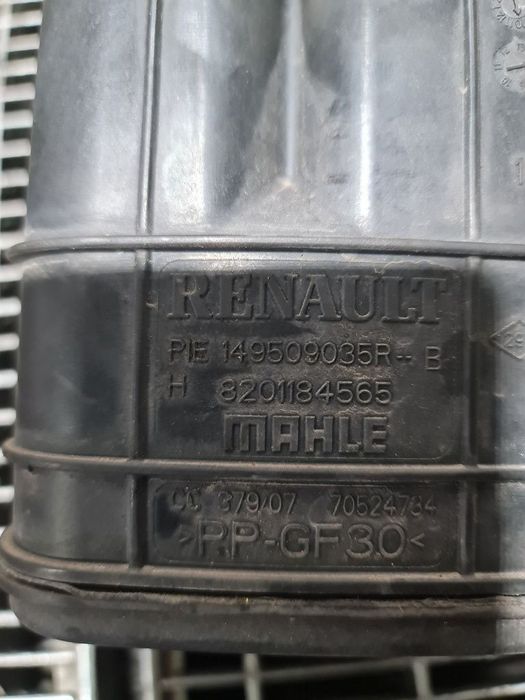 RENAULT
PIE 149509035R-- B
H 8201184565
MAHLE
CC 379/07 70524784
>PP-GF30<